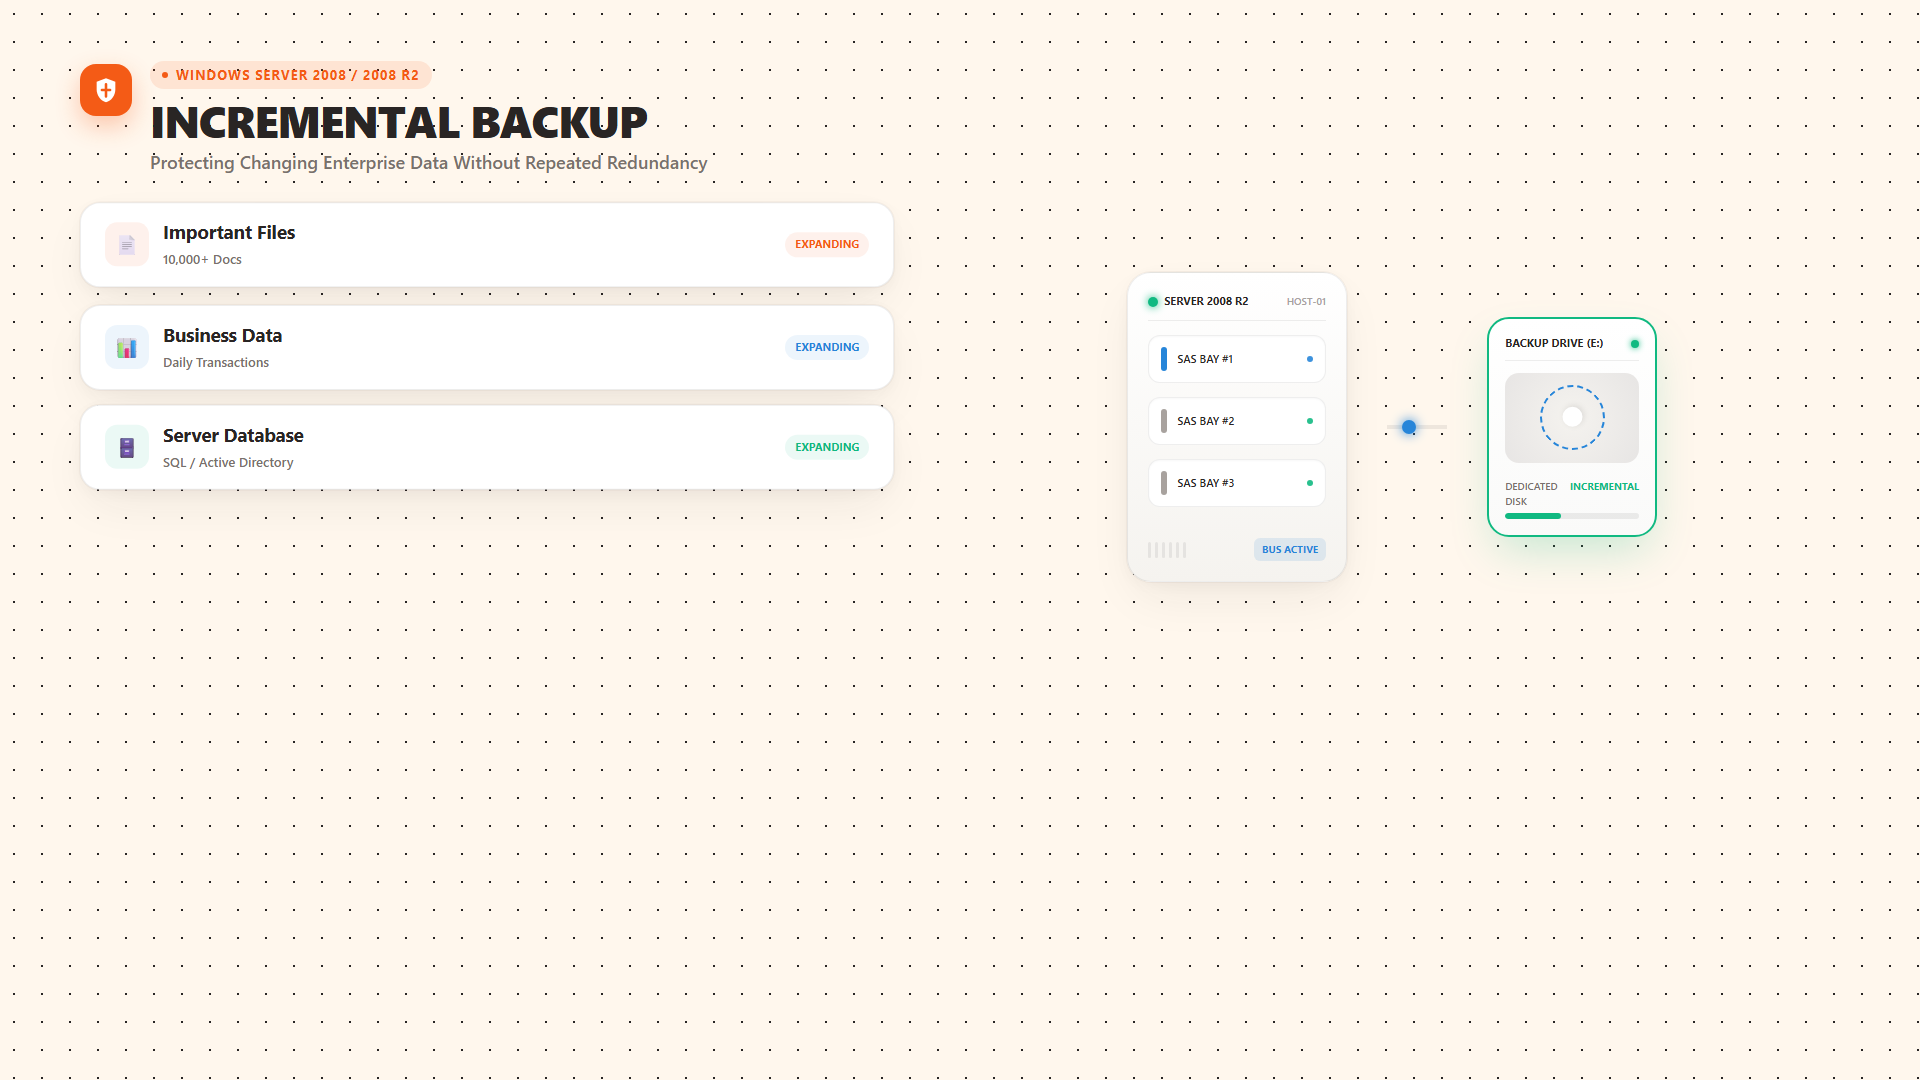 WINDOWS SERVER 2008 / 2008 R2
INCREMENTAL BACKUP
Protecting Changing Enterprise Data Without Repeated Redundancy
Important Files
10,000+ Docs
EXPANDING
Business Data
Daily Transactions
EXPANDING
Server Database
SQL / Active Directory
EXPANDING
SERVER 2008 R2
HOST-01
SAS BAY #1
SAS BAY #2
SAS BAY #3
BUS ACTIVE
BACKUP DRIVE (E:)
DEDICATED DISK
INCREMENTAL